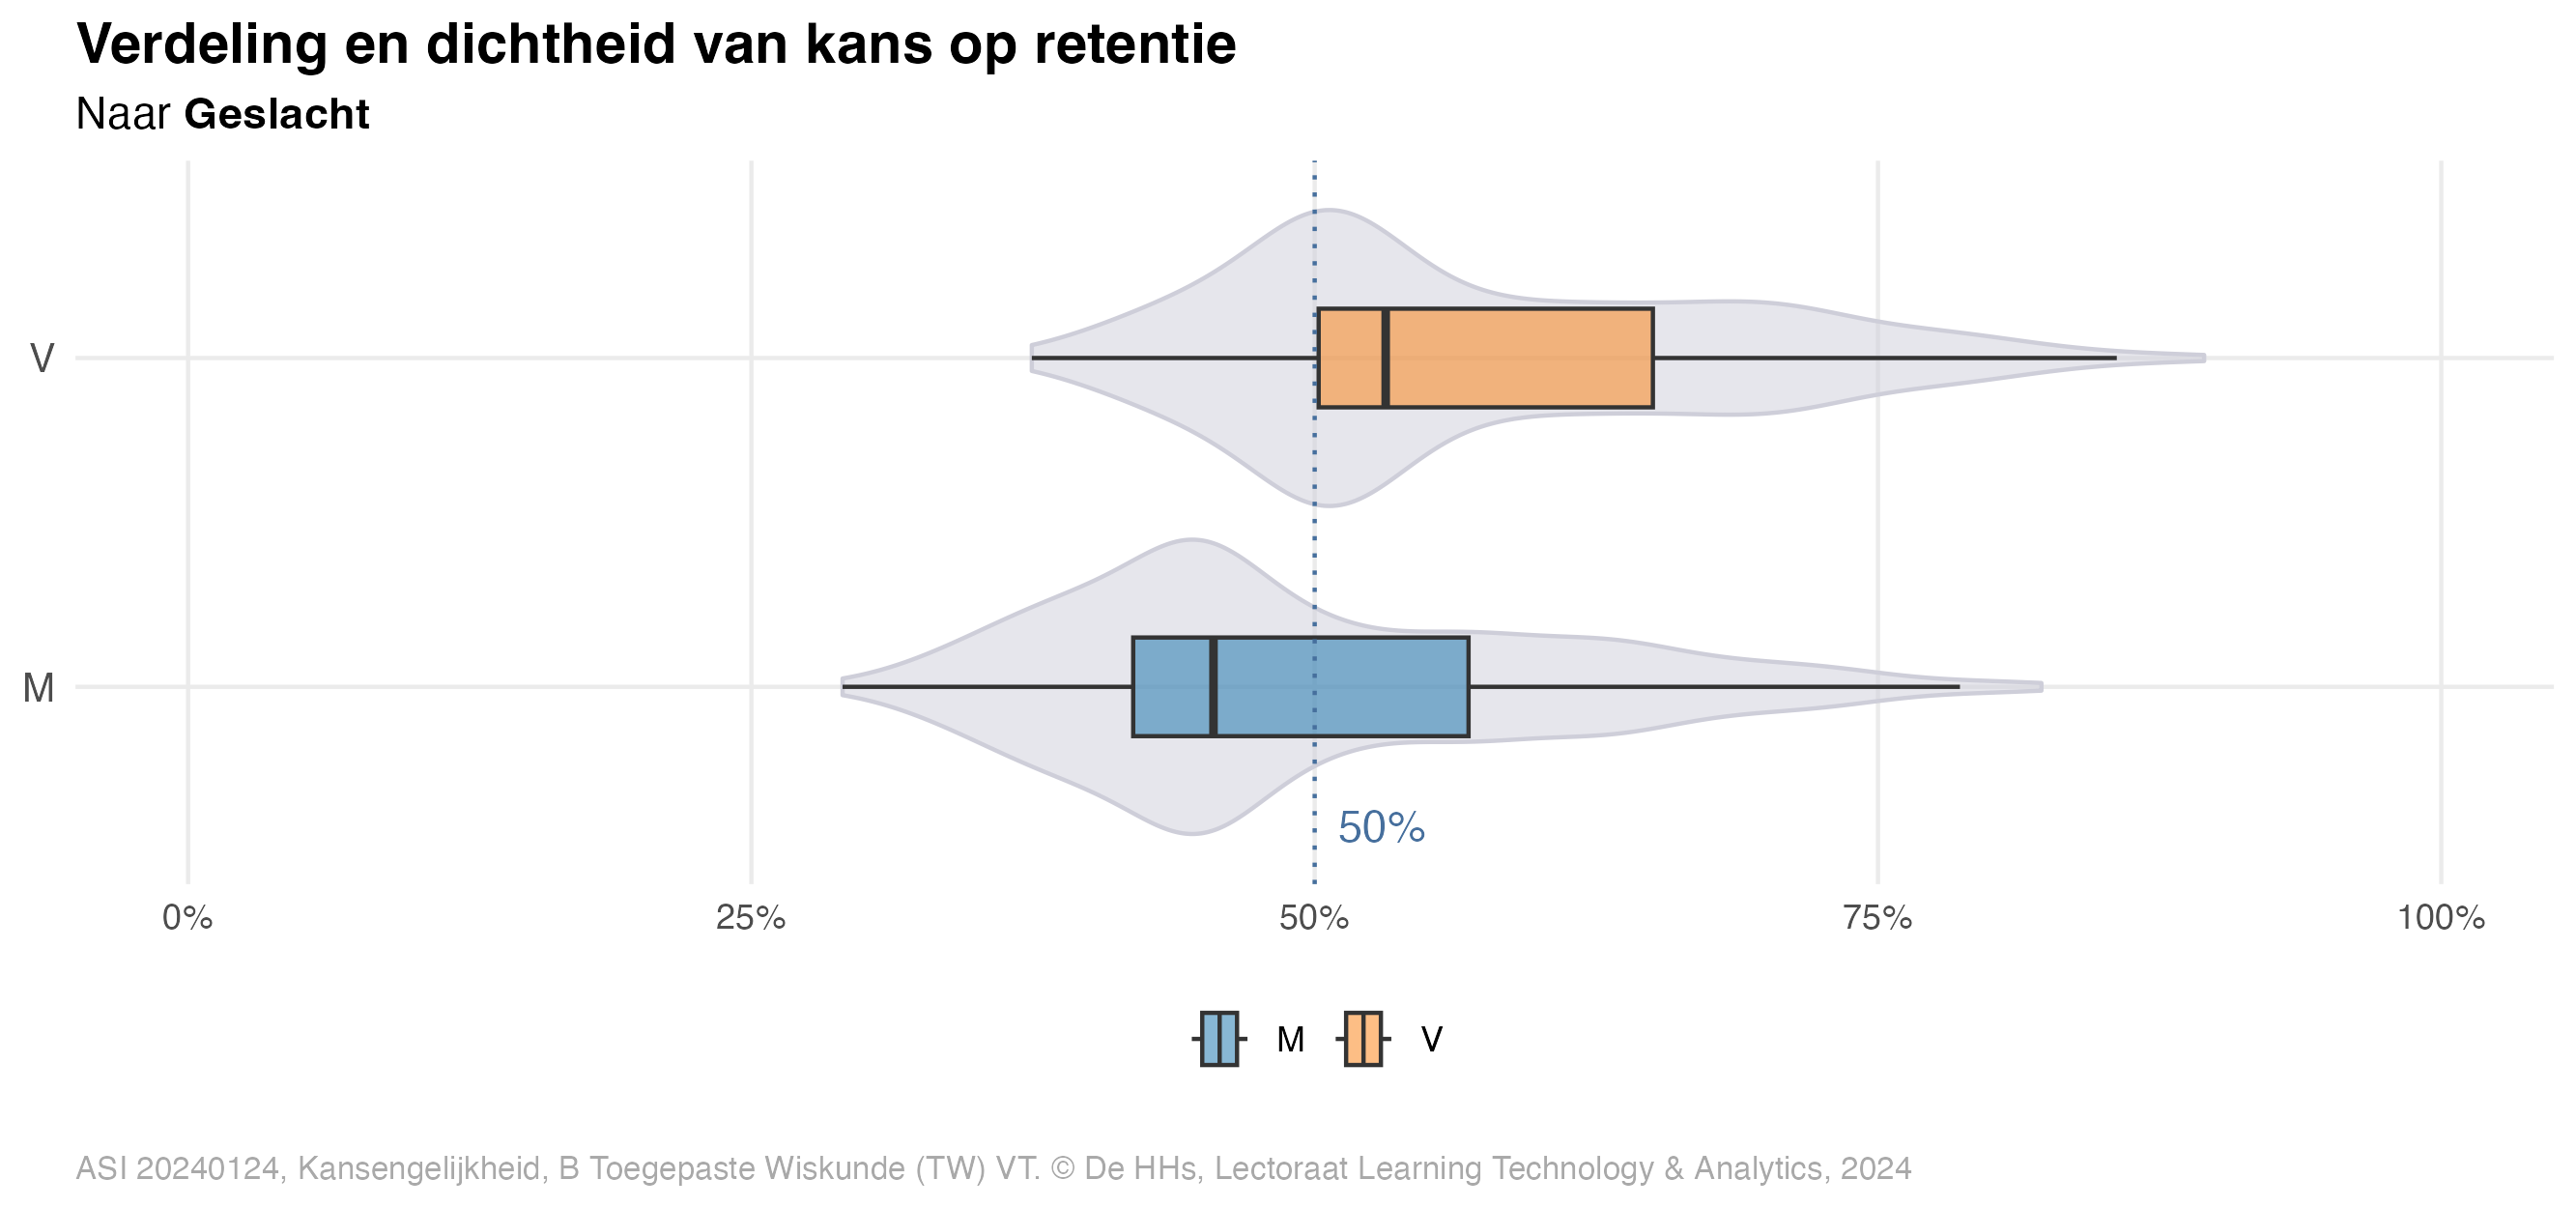 Verdeling en dichtheid van kans op retentie
Naar Geslacht
V
M
50%
0% 25% 50% 75% 100%
M V
ASI 20240124, Kansengelijkheid, B Toegepaste Wiskunde (TW) VT. © De HHs, Lectoraat Learning Technology & Analytics, 2024